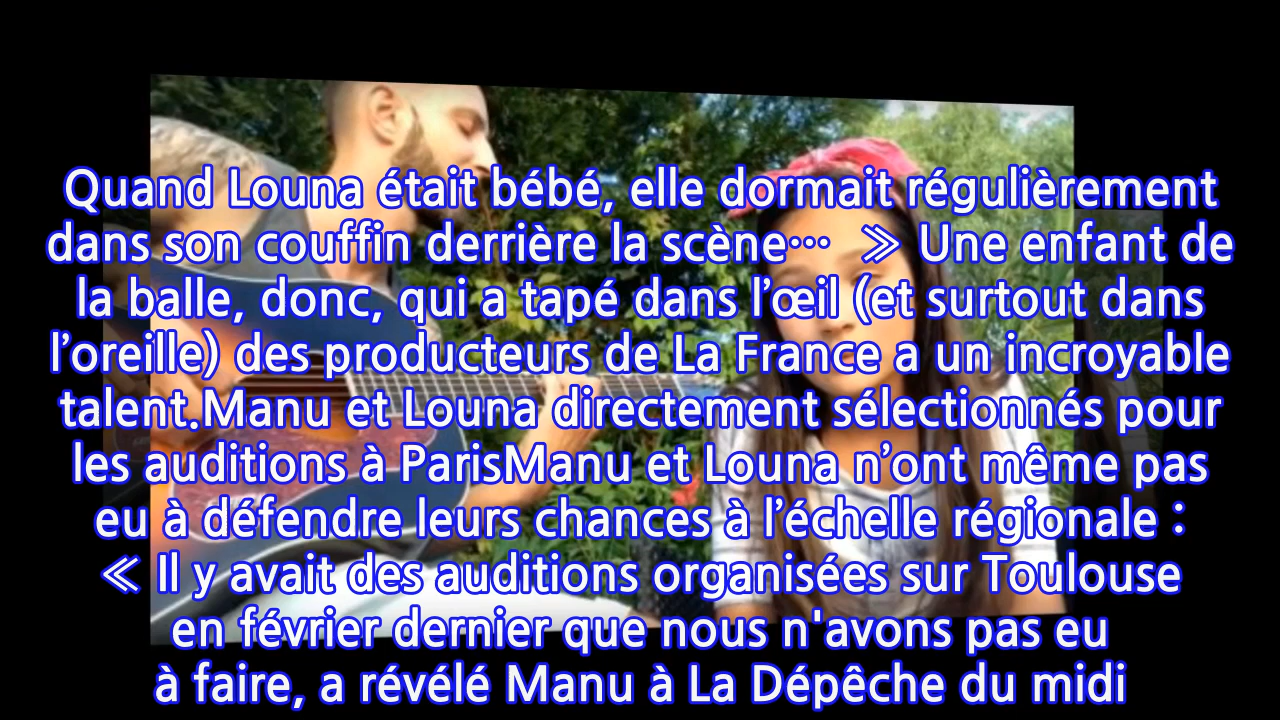 Quand Louna était bébé, elle dormait régulièrement
dans son couffin derrière la scène…  » Une enfant de
la balle, donc, qui a tapé dans l’œil (et surtout dans
l’oreille) des producteurs de La France a un incroyable
talent.Manu et Louna directement sélectionnés pour
les auditions à ParisManu et Louna n’ont même pas
eu à défendre leurs chances à l’échelle régionale :
« Il y avait des auditions organisées sur Toulouse
en février dernier que nous n'avons pas eu
à faire, a révélé Manu à La Dépêche du midi